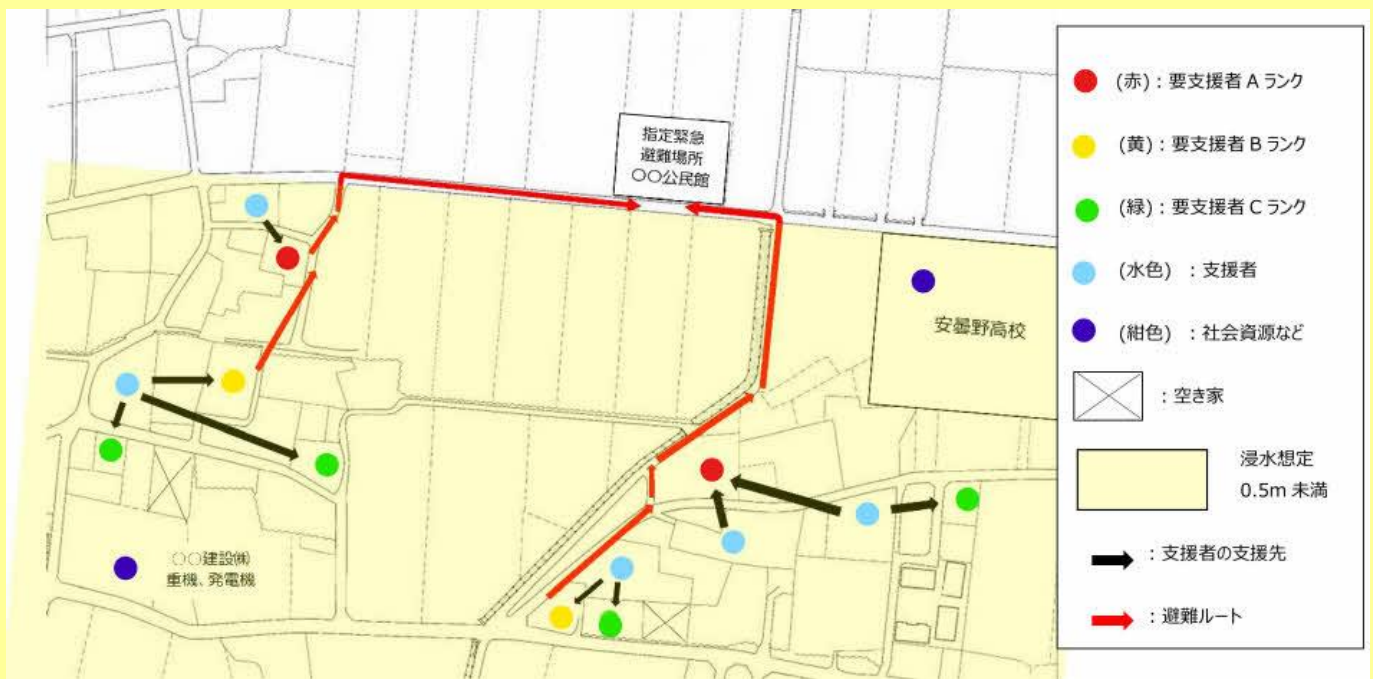 指定緊急
避難場所
〇〇公民館
安曇野高校
〇〇建設㈱
重機、発電機
(赤)：要支援者 A ランク
(黄)：要支援者 B ランク
(緑)：要支援者 C ランク
(水色) ：支援者
(紺色) ：社会資源など
：空き家
浸水想定
0.5m 未満
：支援者の支援先
：避難ルート